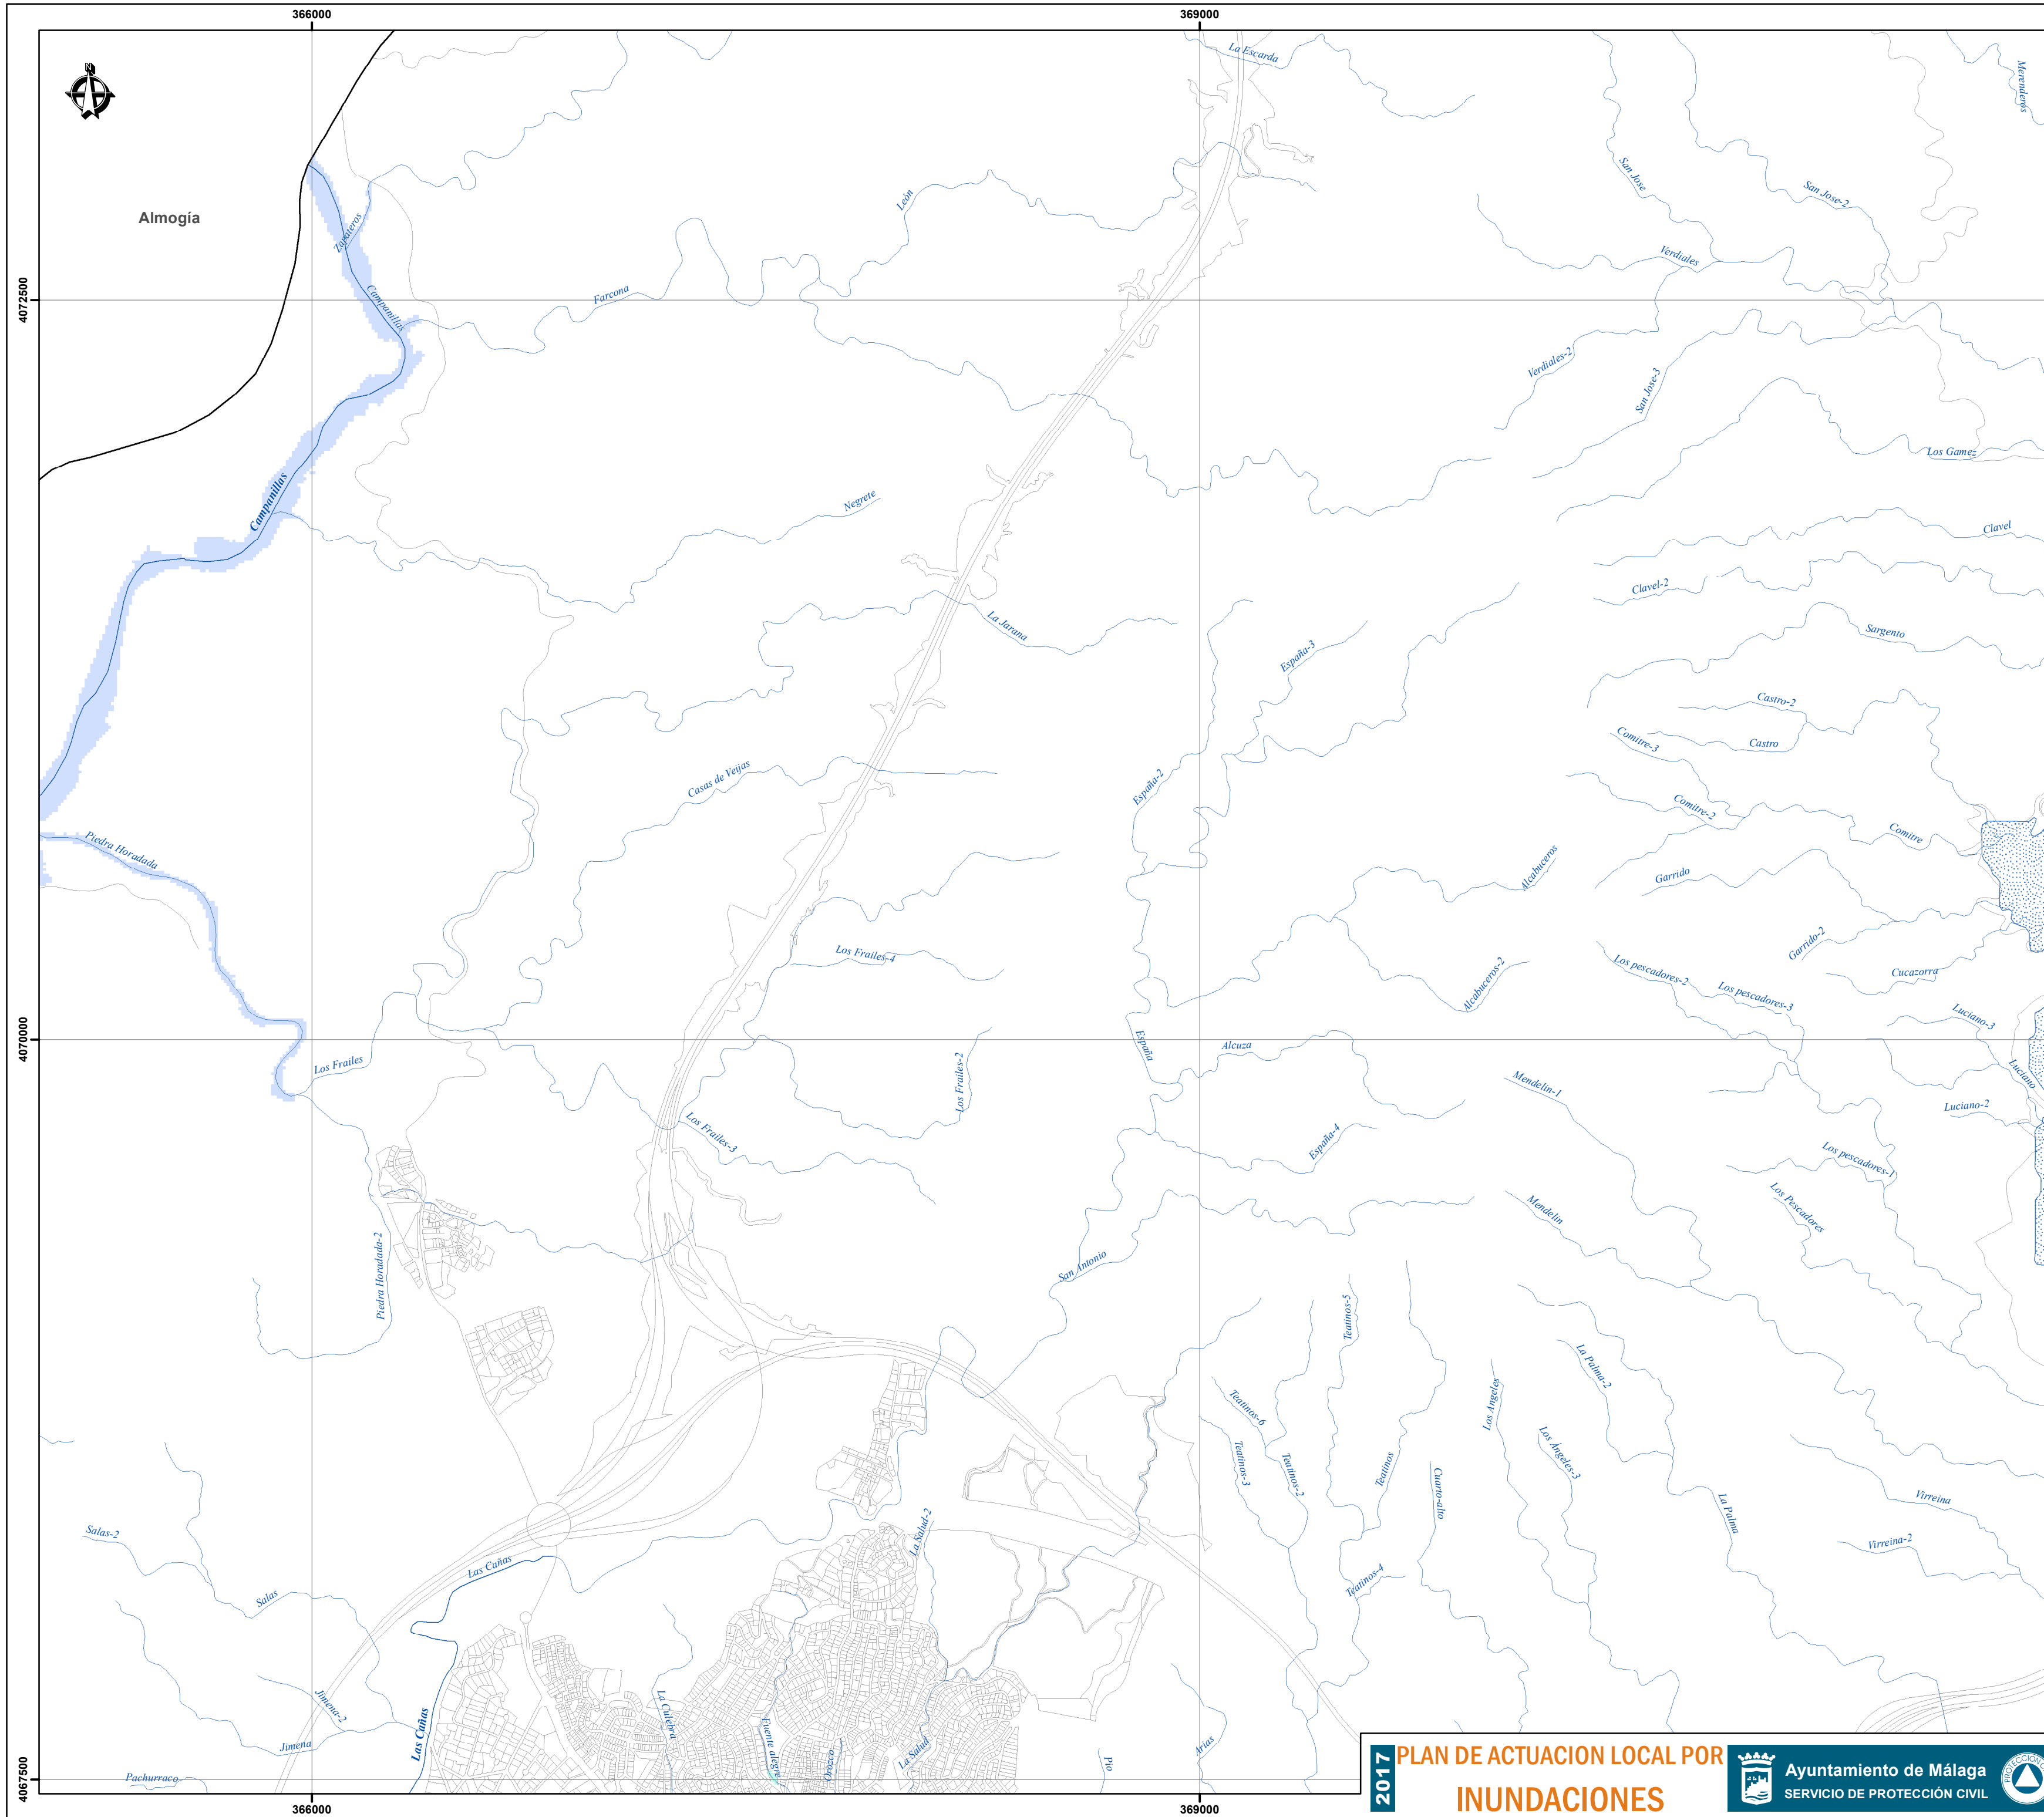 366000
369000
N
La Escarda
Merenderos
San Jose
San Jose-2
León
Almogía
Zapateros
Verdiales
4072500
Campanillas
Farcona
Verdiales-2
San Jose-3
Los Gamez
Campanillas
Negrete
Clavel
Clavel-2
La Jarana
Sargento
España-3
Castro-2
Comitre-3
Castro
Casas de Veijas
España-2
Comitre-2
Comitre
Piedra Horadada
Alcabuceros
Garrido
Los Frailes-4
Garrido-2
Alcabuceros-2
Los pescadores-2
Cucazorra
Los pescadores-3
Luciano-3
4070000
España
Alcuza
Los Frailes
Los Frailes-2
Mendelin-1
Luciano
Luciano-2
Los Frailes-3
España-4
Los pescadores-1
Mendelin
Los Pescadores
Piedra Horadada-2
San Antonio
Teatinos-5
La Palma-2
Teatinos-6
Los Angeles
Teatinos-3
Teatinos-2
Teatinos
Los Ángeles-3
Cuarto-alto
Virreina
La Palma
Salas-2
La Salud-2
Virreina-2
Las Cañas
Teatinos-4
Salas
Jimena-2
Las Cañas
La Culebra
Fuente alegre
Orozco
La Salud
Jimena
Pío
Arias
Pachurraco
4067500
2017
PLAN DE ACTUACION LOCAL POR
INUNDACIONES
Ayuntamiento de Málaga
SERVICIO DE PROTECCIÓN CIVIL
366000
369000